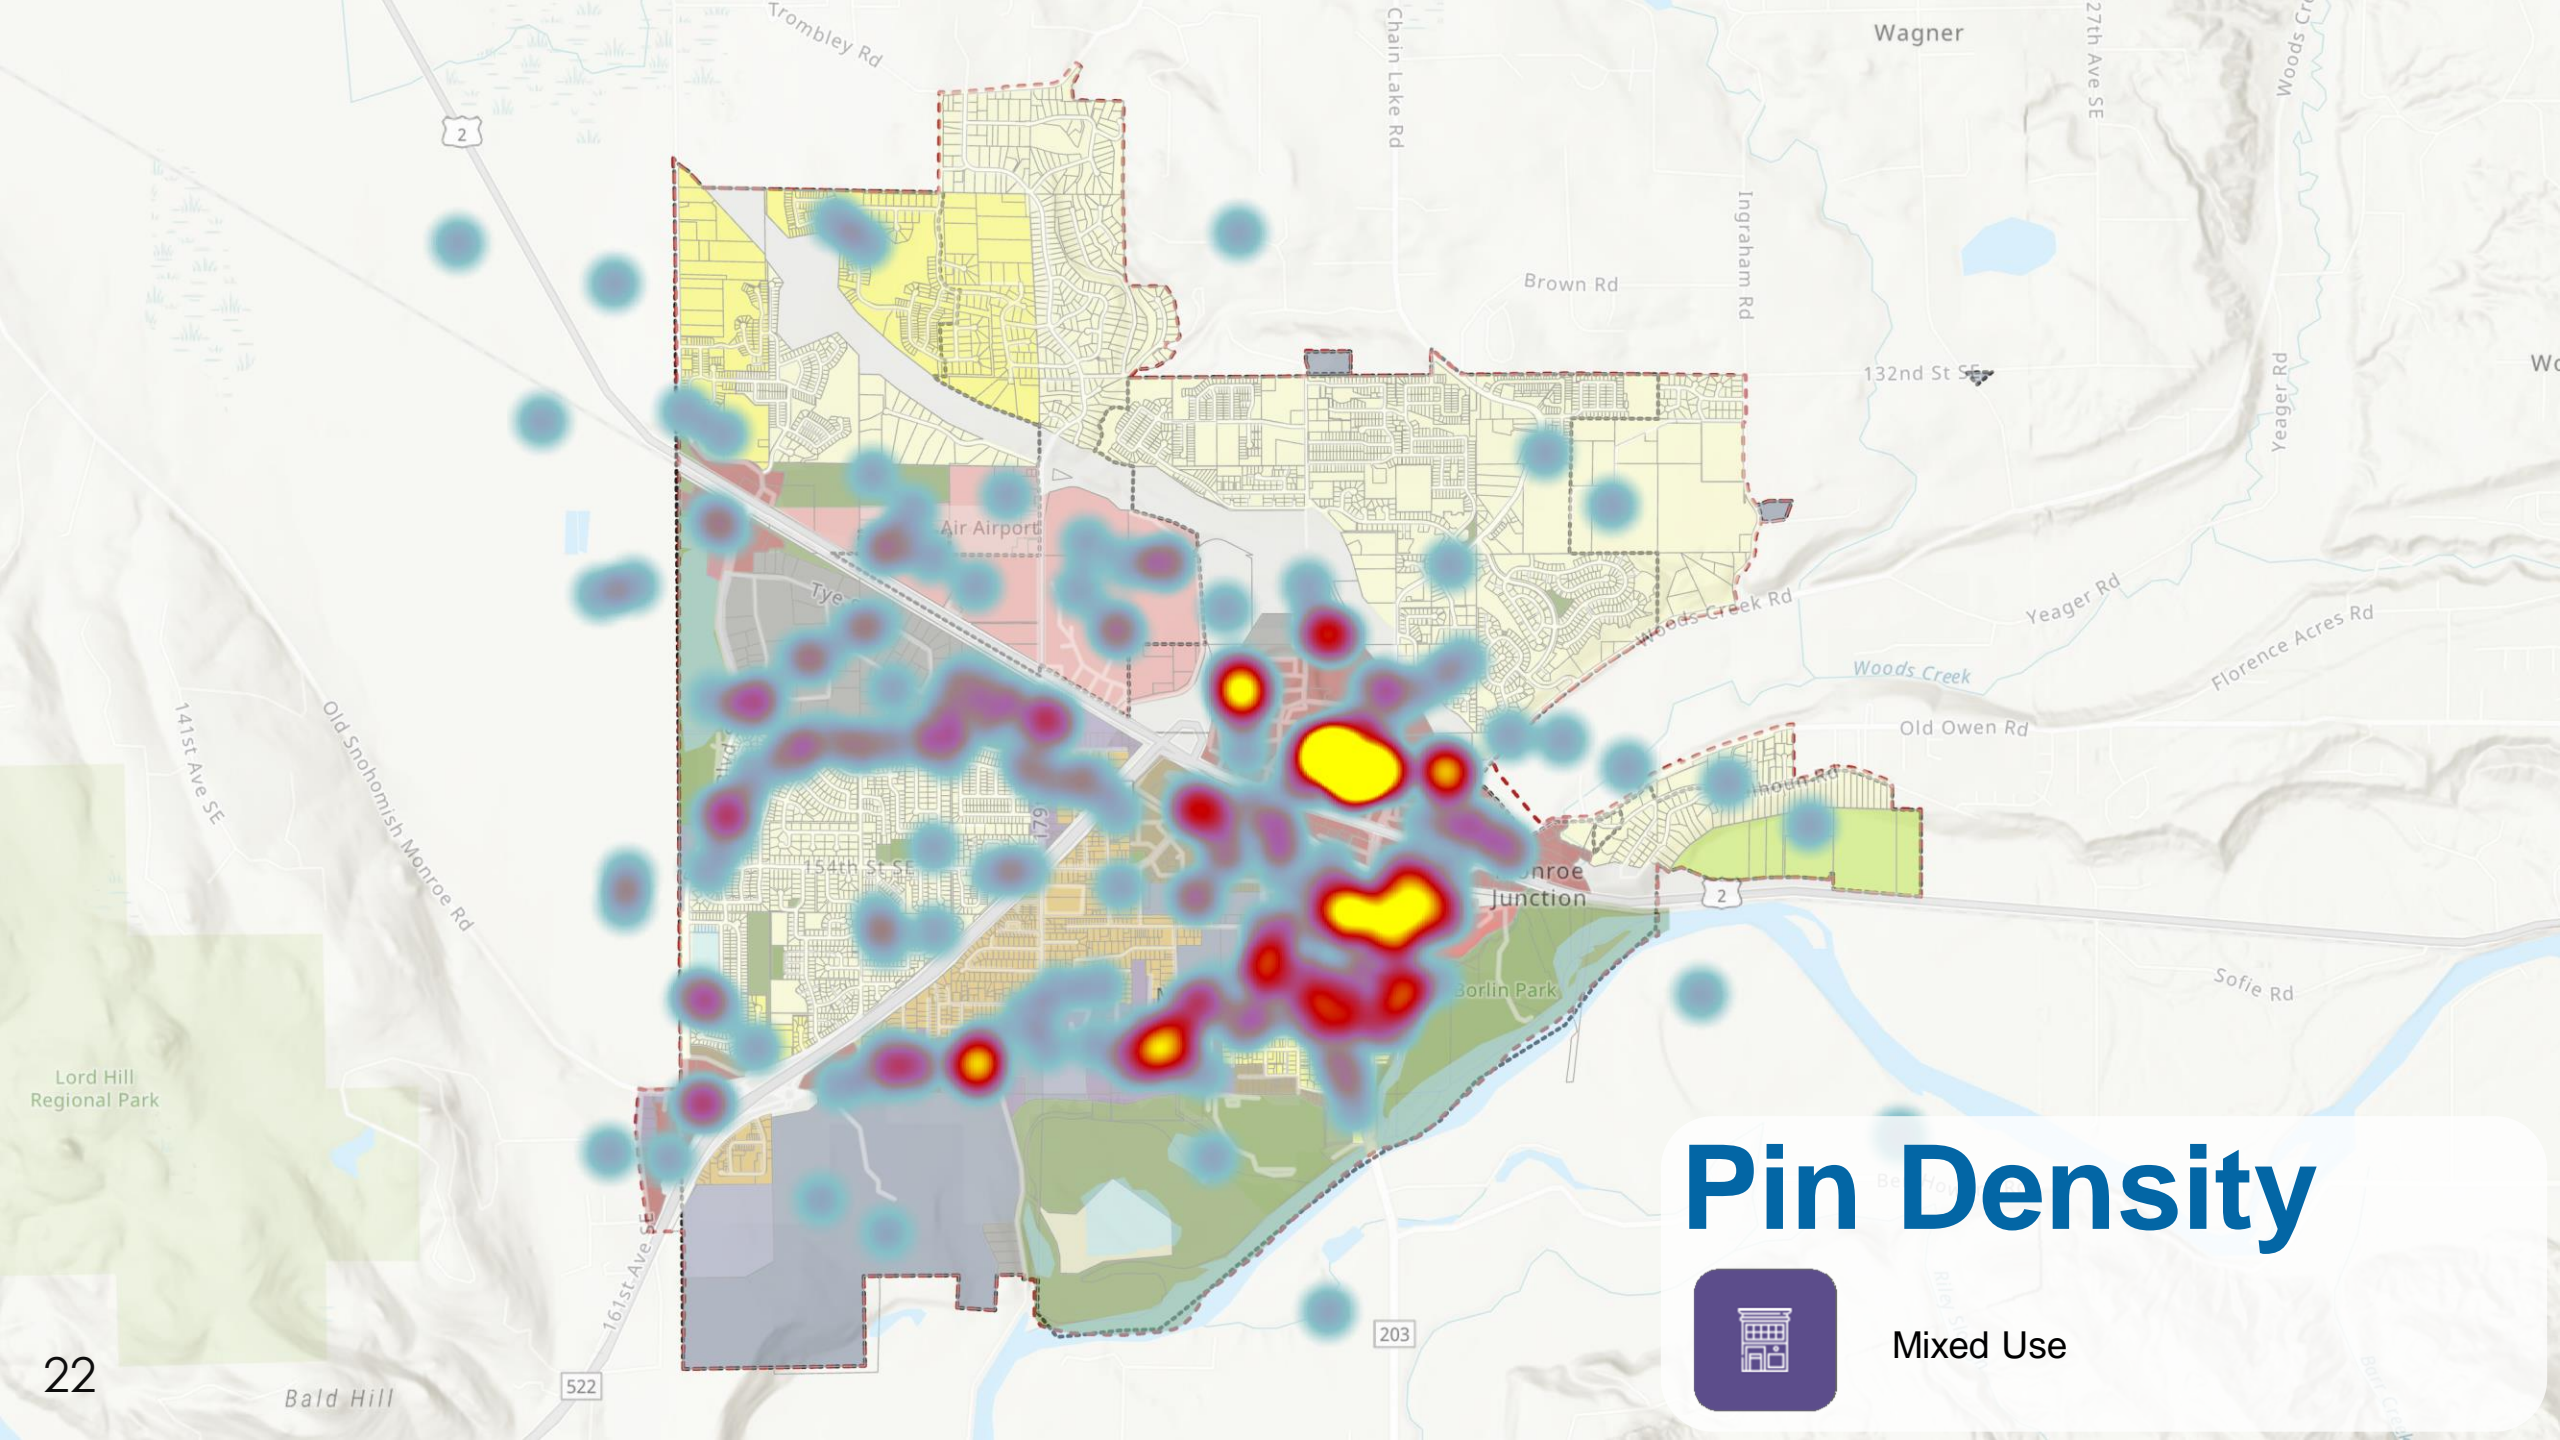 Trombley Rd
Chain Lake Rd
Wagner
27th Ave SE
2
Ingraham Rd
Brown Rd
132nd St SE
Yeager Rd
Air Airport
Woods Creek Rd
Yeager Rd
Florence Acres Rd
Woods Creek
141st Ave SE
Old Snohomish Monroe Rd
Old Owen Rd
154th St SE
Junction
2
Borlin Park
Sofie Rd
Lord Hill
Regional Park
161st Ave SE
203
522
Bald Hill
Pin Density
Mixed Use
22